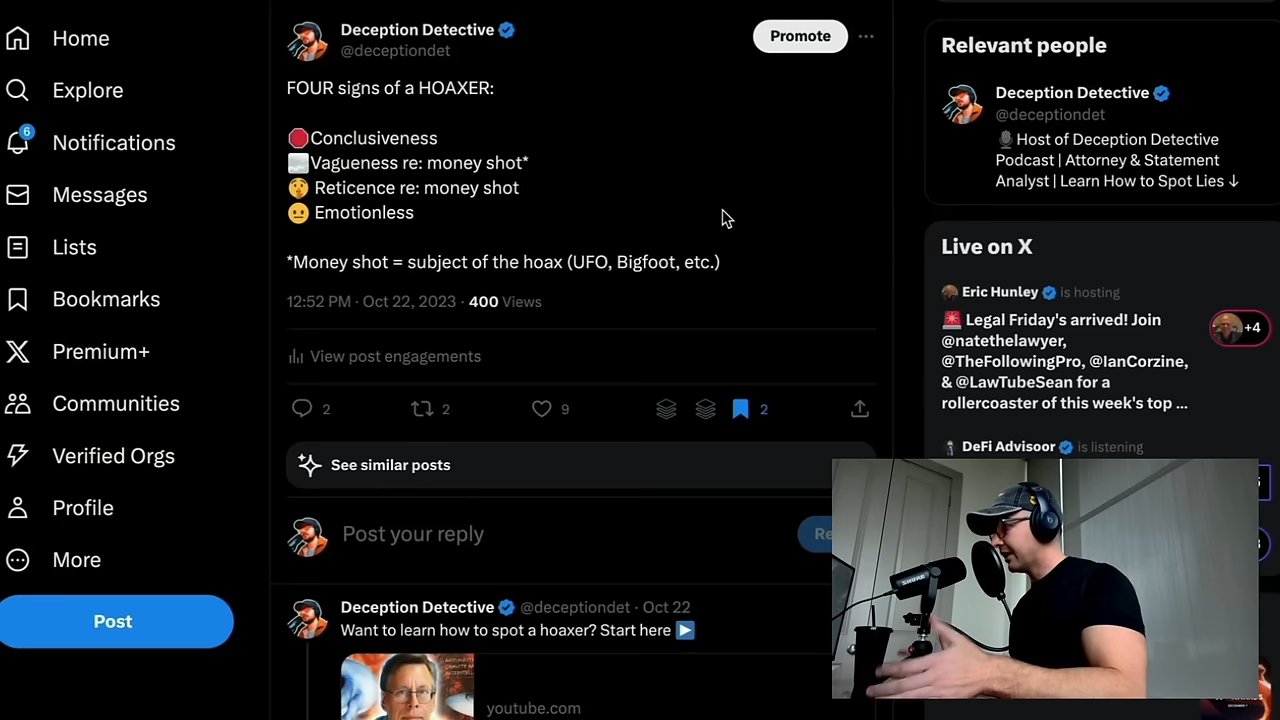 Home
Explore
6
Notifications
Messages
Lists
Bookmarks
Premium+
Communities
Verified Orgs
Profile
More
Post
Deception Detective
@deceptiondet
Promote
FOUR signs of a HOAXER:
Conclusiveness
Vagueness re: money shot*
Reticence re: money shot
Emotionless
*Money shot = subject of the hoax (UFO, Bigfoot, etc.)
12:52 PM · Oct 22, 2023 · 400 Views
View post engagements
2
2
9
2
See similar posts
Post your reply
Deception Detective @deceptiondet · Oct 22
Want to learn how to spot a hoaxer? Start here
youtube.com
Relevant people
Deception Detective
@deceptiondet
Host of Deception Detective
Podcast | Attorney & Statement
Analyst | Learn How to Spot Lies ↓
Live on X
Eric Hunley is hosting
Legal Friday's arrived! Join
@natethelawyer,
@TheFollowingPro, @IanCorzine,
& @LawTubeSean for a
rollercoaster of this week's top ...
+4
DeFi Advisoor is listening
SHURE